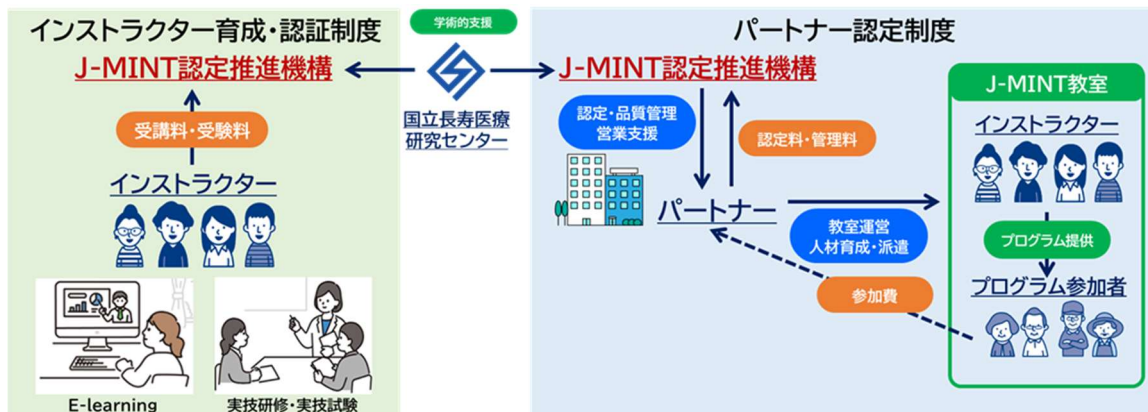 インストラクター育成・認証制度
J-MINT認定推進機構
受講料・受験料
インストラクター
E-learning
実技研修・実技試験
学術的支援
国立長寿医療
研究センター
パートナー認定制度
J-MINT認定推進機構
認定・品質管理
営業支援
認定料・管理料
パートナー
教室運営
人材育成・派遣
参加費
J-MINT教室
インストラクター
プログラム提供
プログラム参加者